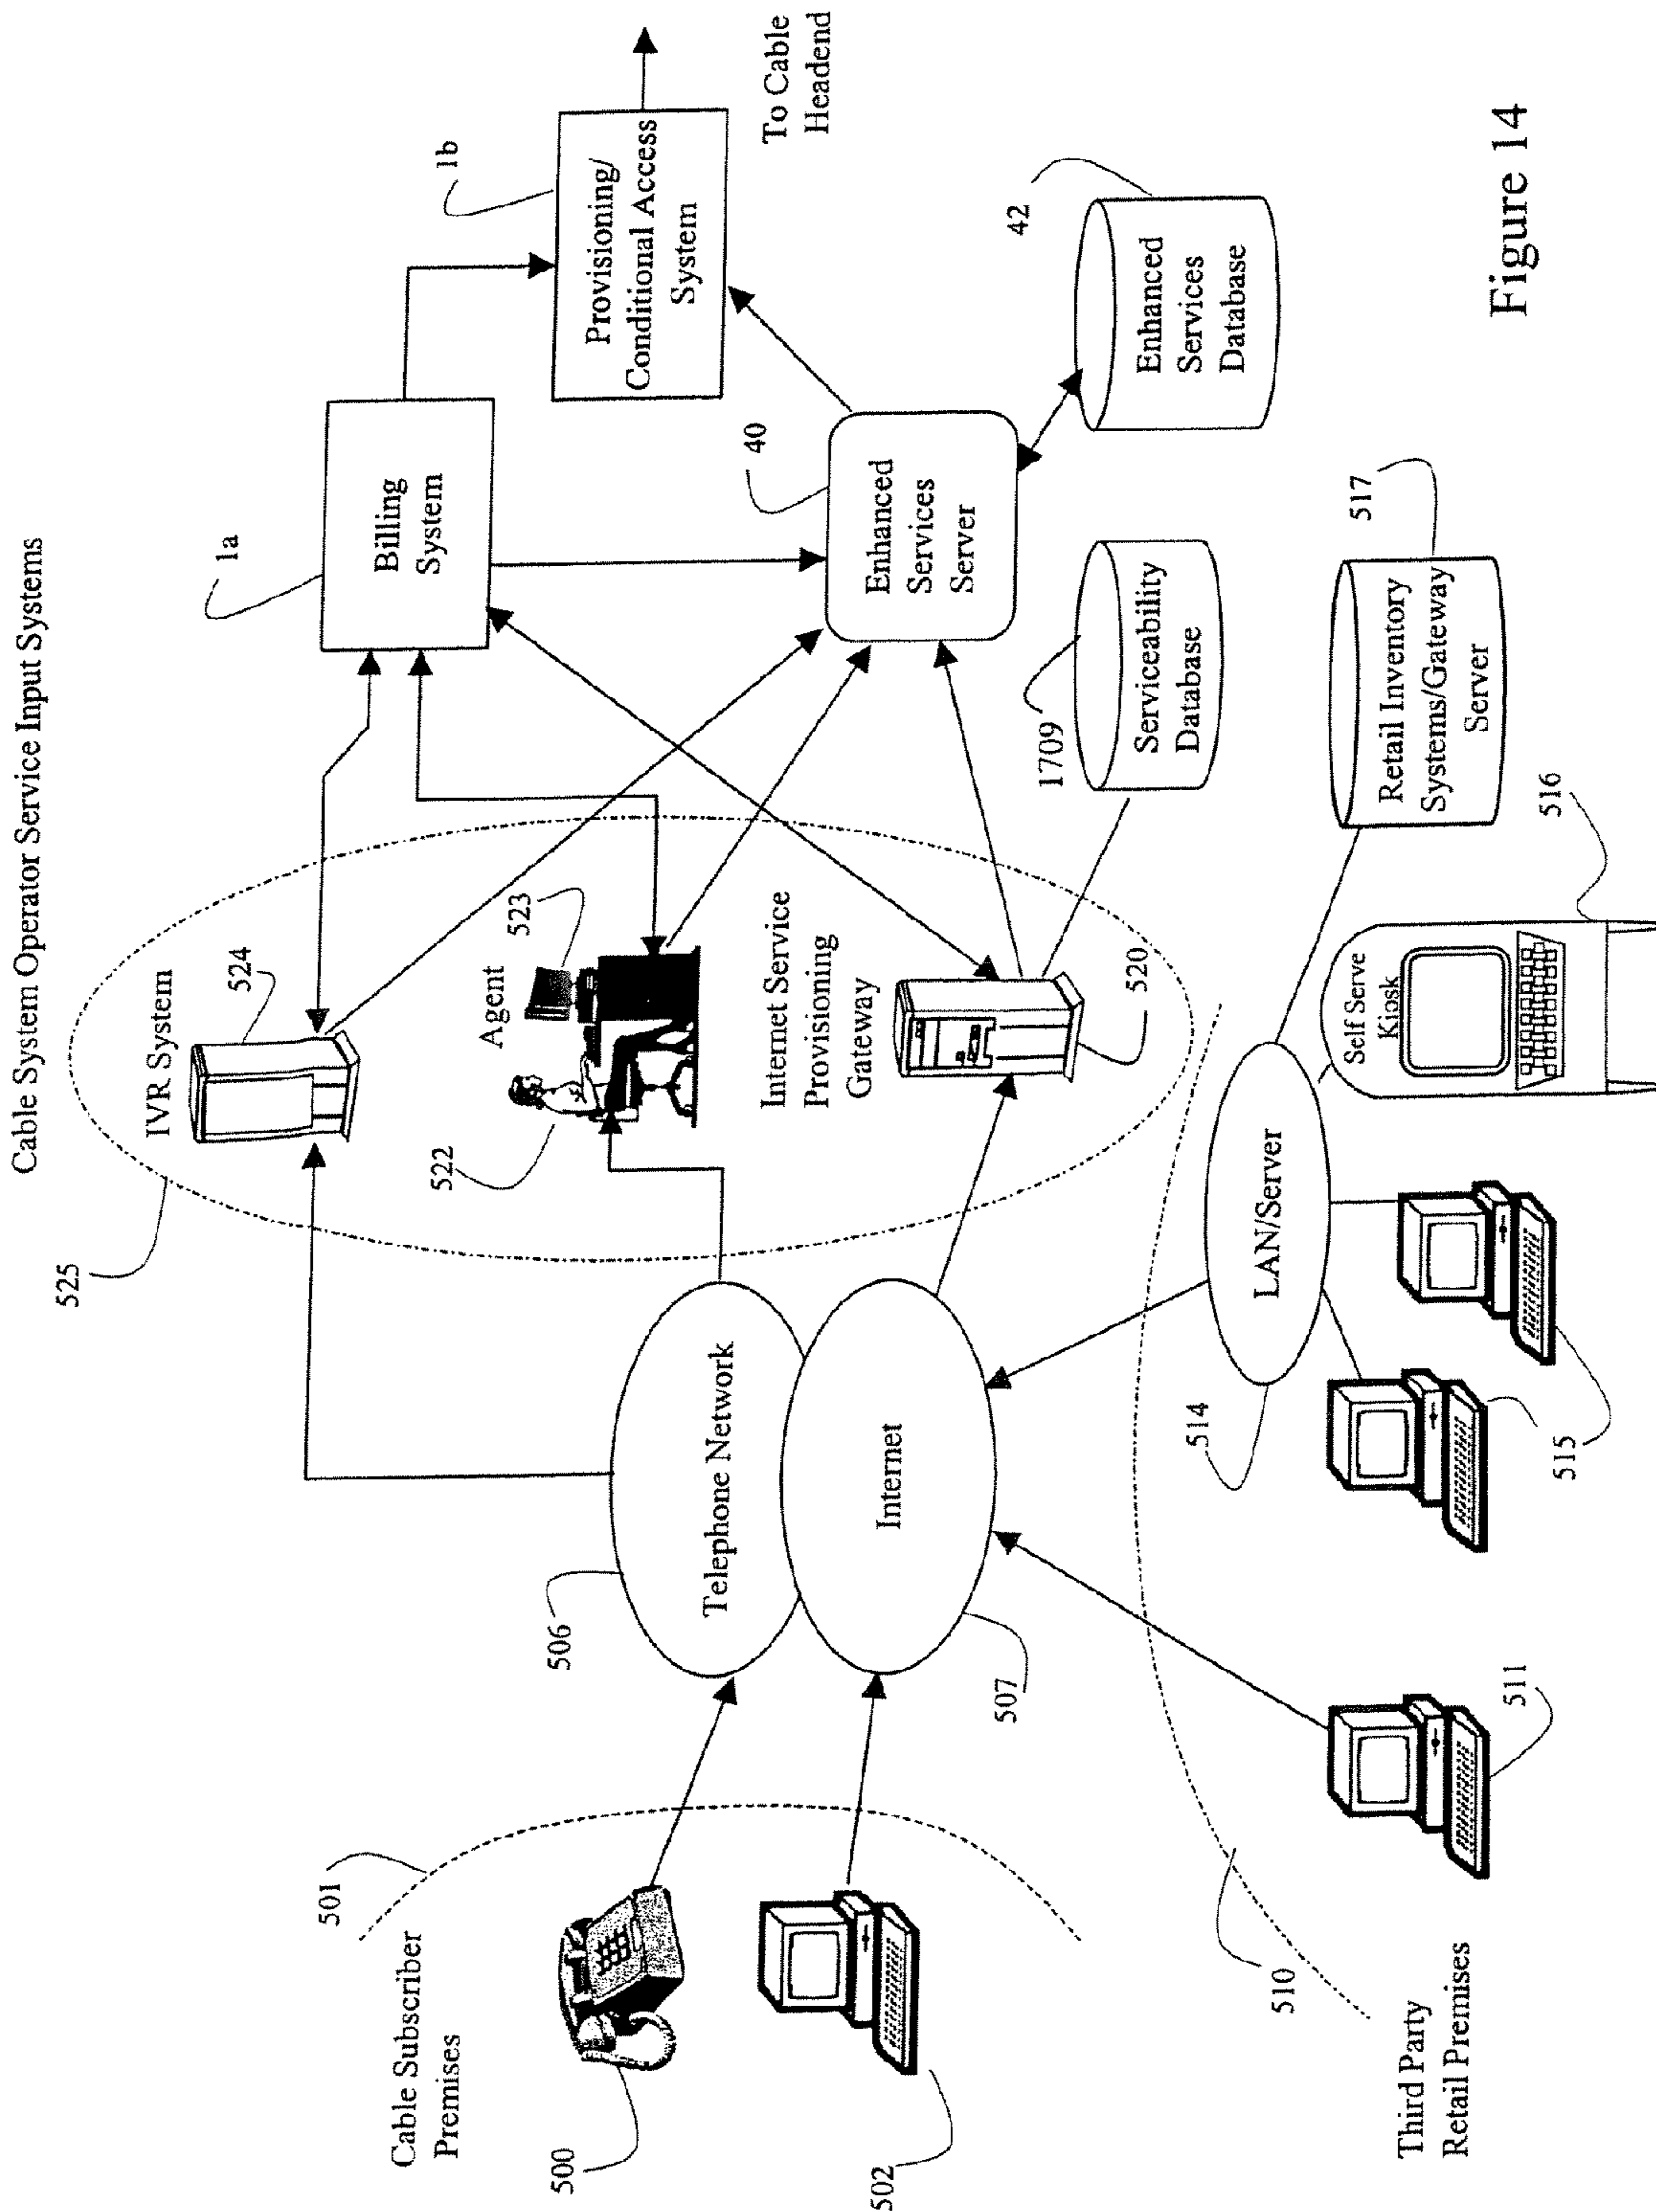 Cable System Operator Service Input Systems
525
IVR System
524
1a
Billing
System
1b
Provisioning/
Conditional Access
System
To Cable
Headend
Agent
523
522
40
Enhanced
Services
Server
42
Enhanced
Services
Database
Internet Service
Provisioning
Gateway
520
1709
Serviceability
Database
506
Telephone Network
Internet
507
501
Cable Subscriber
Premises
500
502
LAN/Server
514
515
Self Serve
Kiosk
516
517
Retail Inventory
Systems/Gateway
Server
510
511
Third Party
Retail Premises
Figure 14